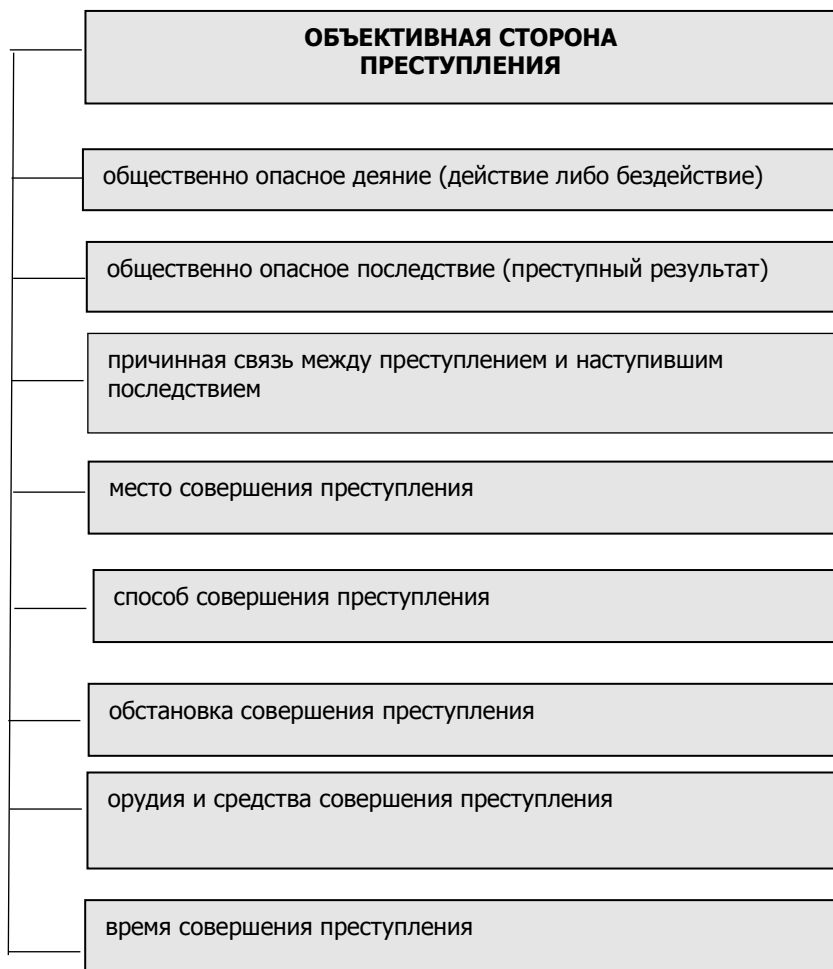 ОБЪЕКТИВНАЯ СТОРОНА
ПРЕСТУПЛЕНИЯ
общественно опасное деяние (действие либо бездействие)
общественно опасное последствие (преступный результат)
причинная связь между преступлением и наступившим
последствием
место совершения преступления
способ совершения преступления
обстановка совершения преступления
орудия и средства совершения преступления
время совершения преступления